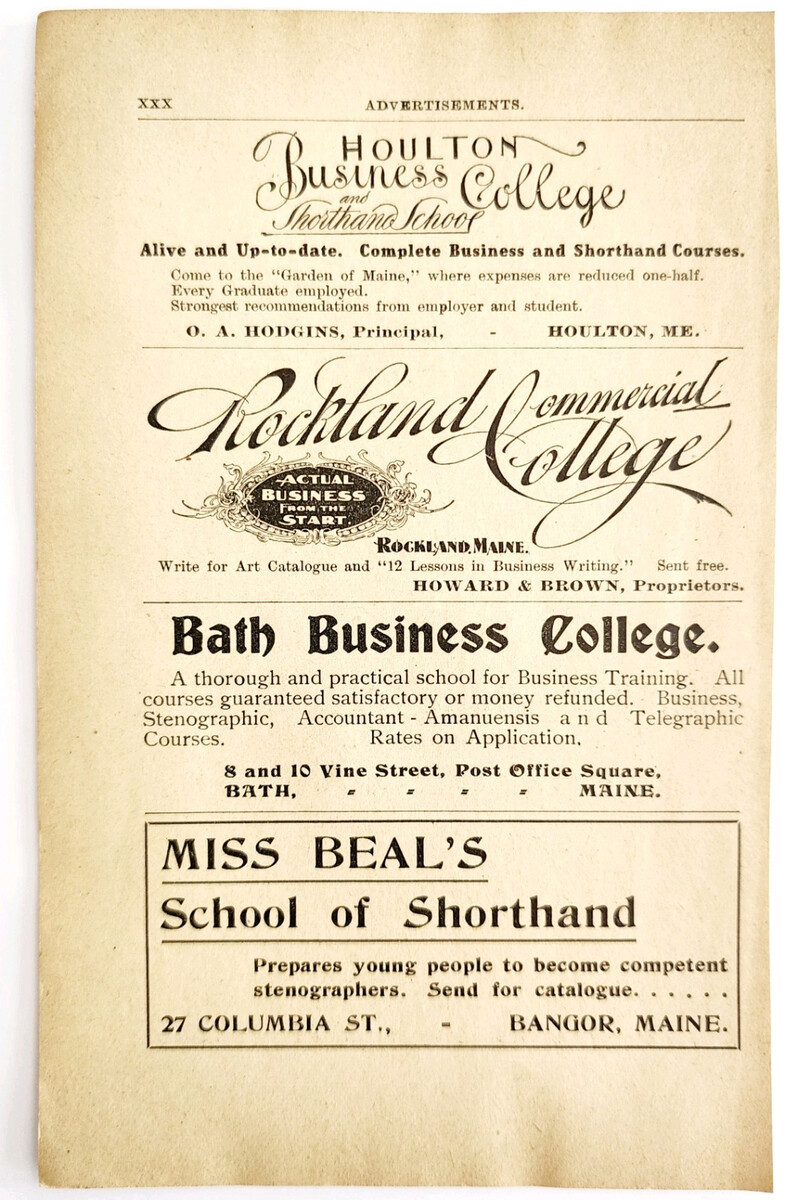 XXX ADVERTISEMENTS.
HOULTON
Business College
and
Shorthand School
Alive and Up-to-date. Complete Business and Shorthand Courses.
Come to the "Garden of Maine," where expenses are reduced one-half.
Every Graduate employed.
Strongest recommendations from employer and student.
O. A. HODGINS, Principal, - HOULTON, ME.
Rockland Commercial
College
ACTUAL
BUSINESS
FROM THE
START
ROCKLAND, MAINE.
Write for Art Catalogue and "12 Lessons in Business Writing." Sent free.
HOWARD & BROWN, Proprietors.
Bath Business College.
A thorough and practical school for Business Training. All
courses guaranteed satisfactory or money refunded. Business,
Stenographic, Accountant - Amanuensis and Telegraphic
Courses. Rates on Application.
8 and 10 Vine Street, Post Office Square,
BATH, - - - - MAINE.
MISS BEAL'S
School of Shorthand
Prepares young people to become competent
stenographers. Send for catalogue. . . . . .
27 COLUMBIA ST., - BANGOR, MAINE.